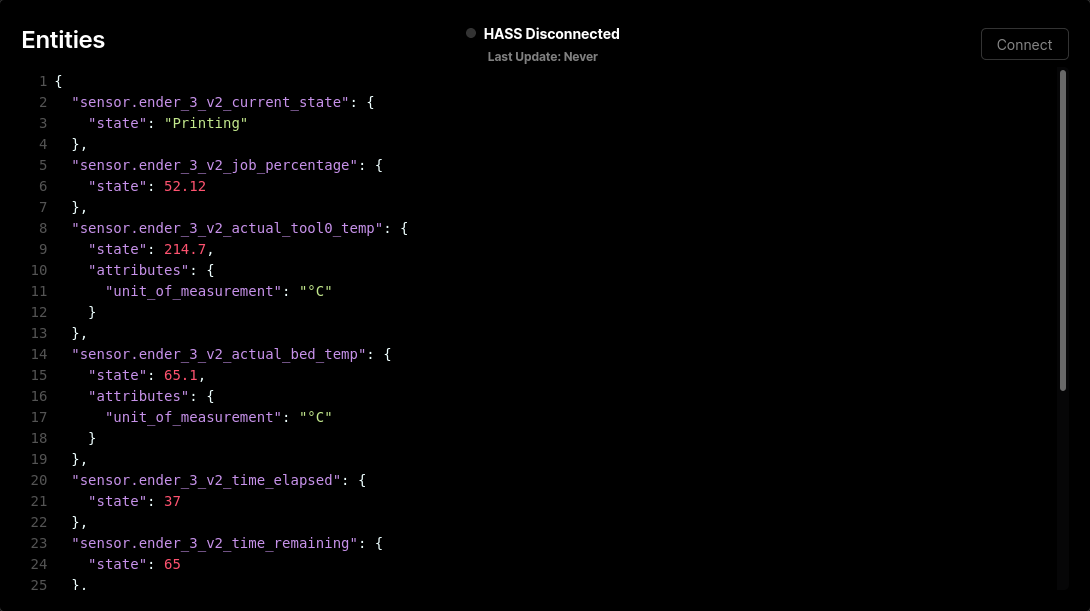 Entities
HASS Disconnected
Last Update: Never
Connect
1 {
2   "sensor.ender_3_v2_current_state": {
3     "state": "Printing"
4   },
5   "sensor.ender_3_v2_job_percentage": {
6     "state": 52.12
7   },
8   "sensor.ender_3_v2_actual_tool0_temp": {
9     "state": 214.7,
10     "attributes": {
11       "unit_of_measurement": "°C"
12     }
13   },
14   "sensor.ender_3_v2_actual_bed_temp": {
15     "state": 65.1,
16     "attributes": {
17       "unit_of_measurement": "°C"
18     }
19   },
20   "sensor.ender_3_v2_time_elapsed": {
21     "state": 37
22   },
23   "sensor.ender_3_v2_time_remaining": {
24     "state": 65
25   },